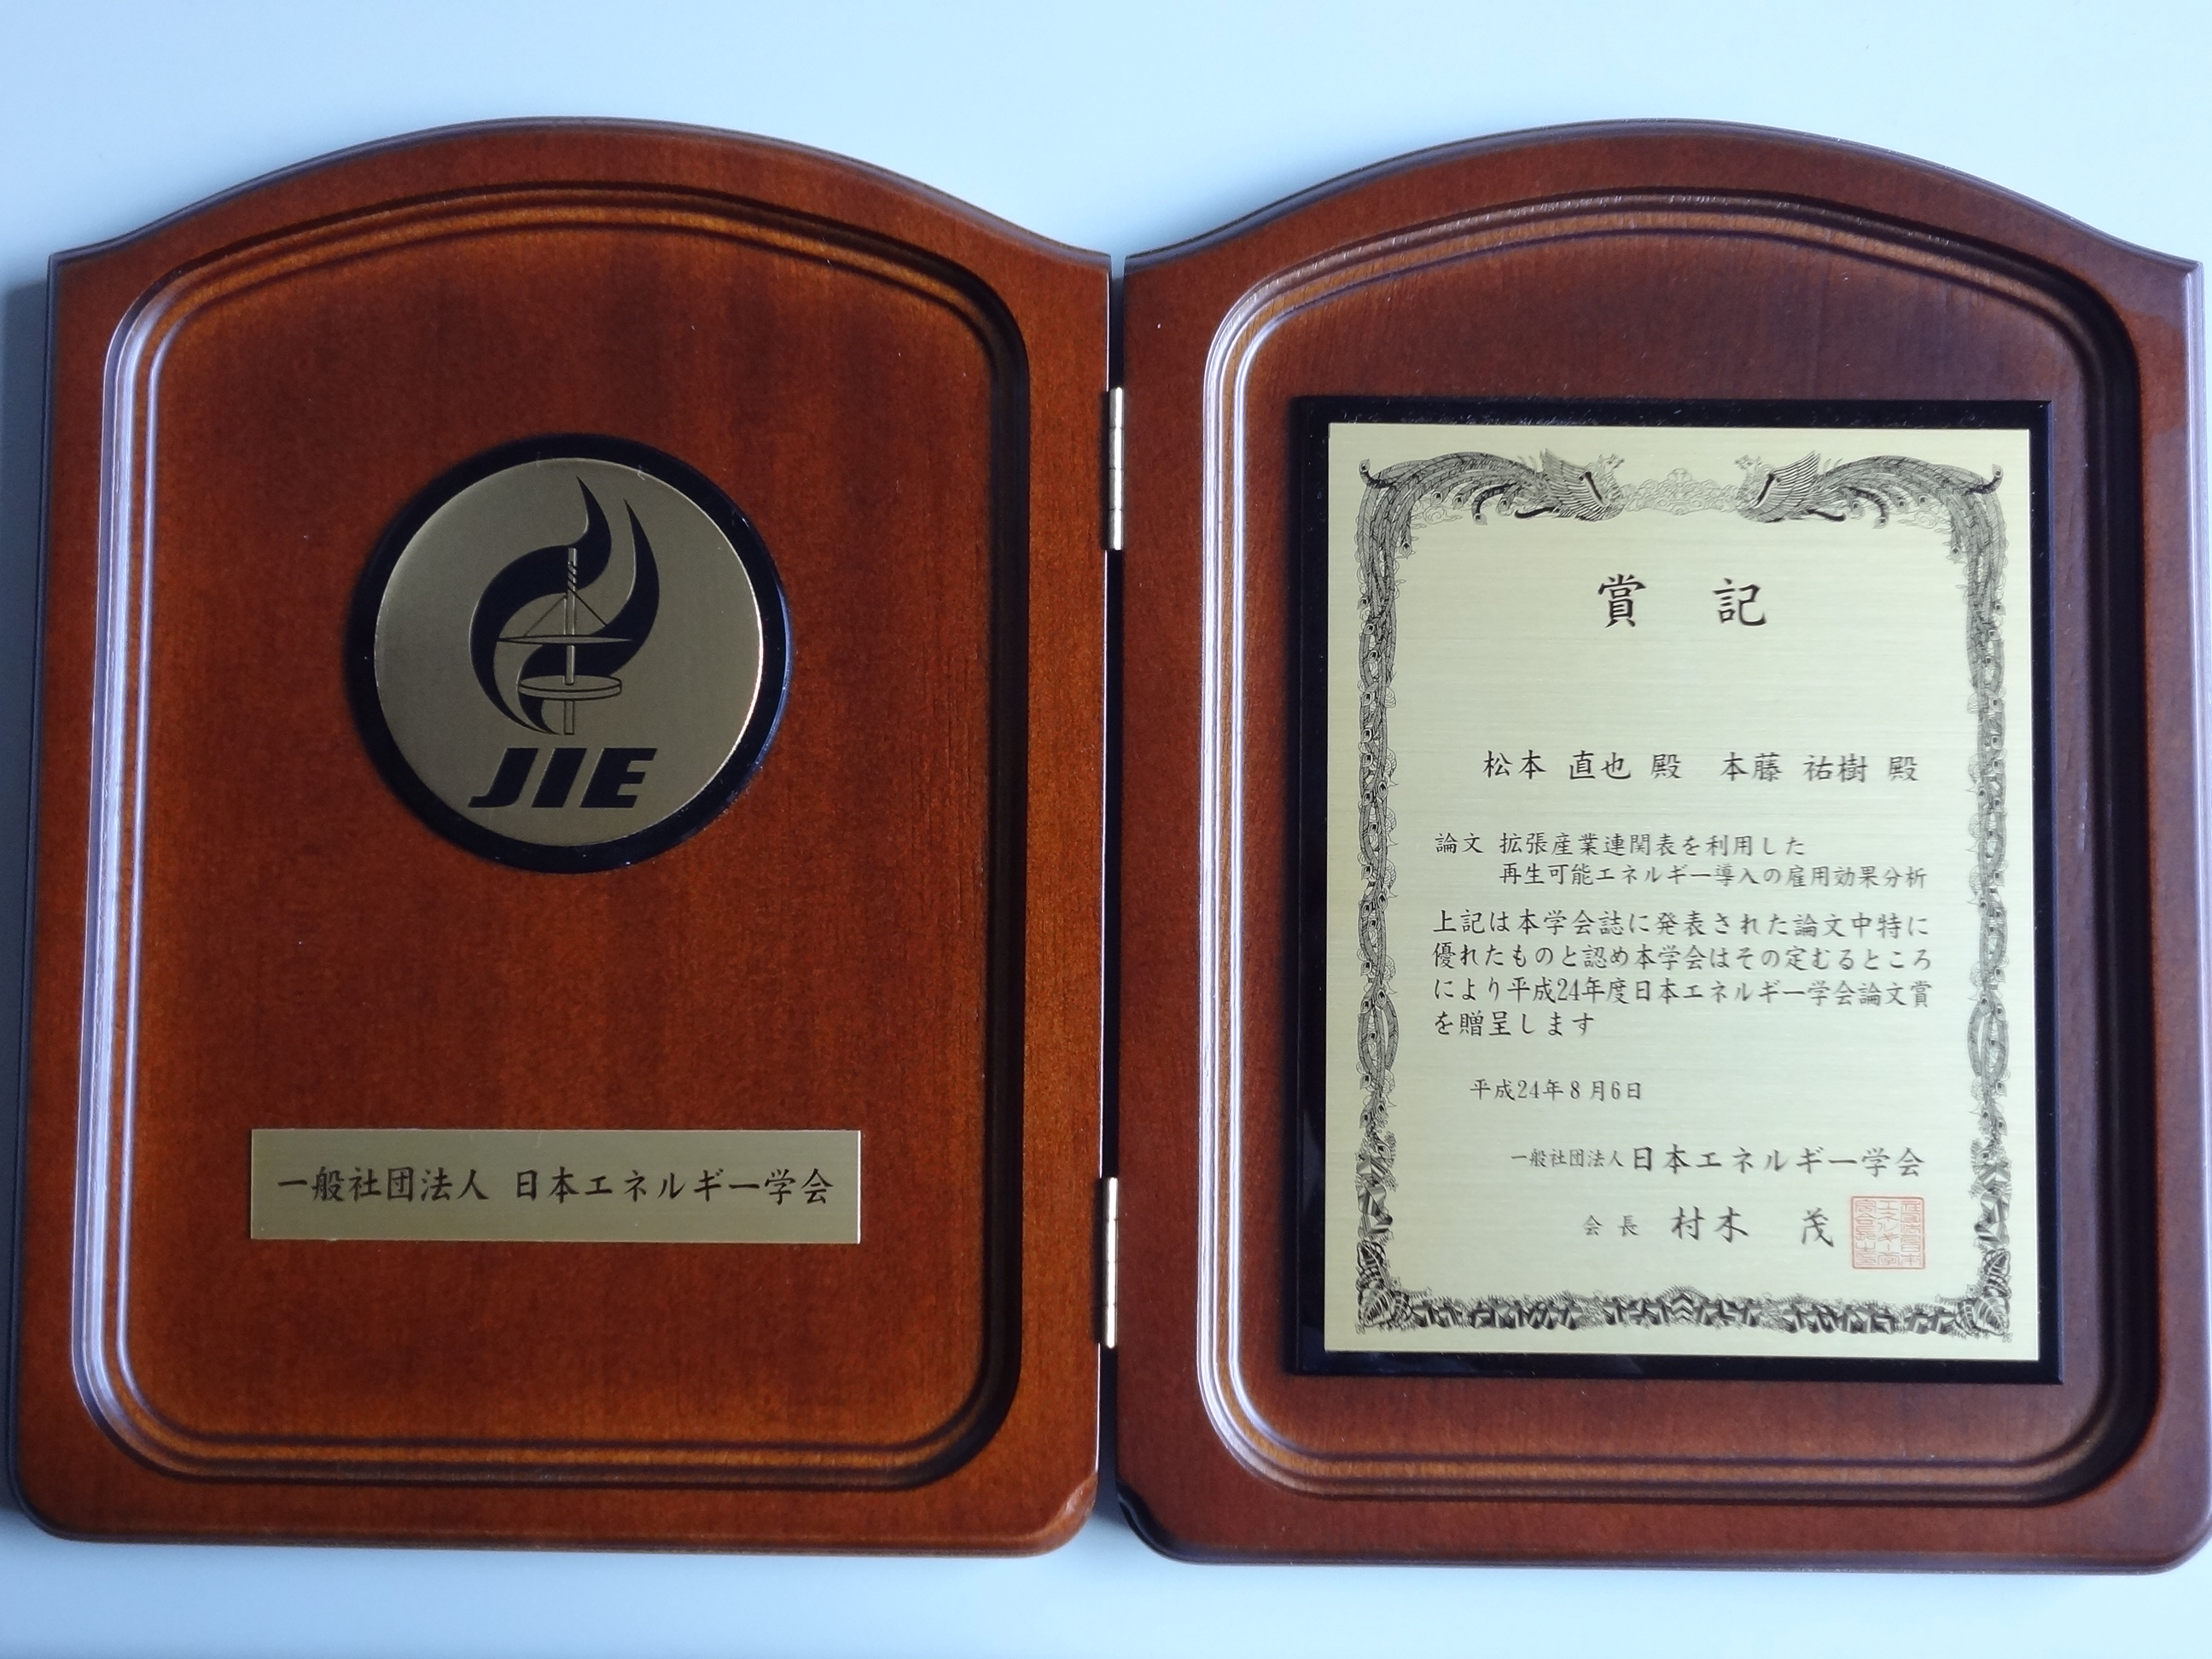 JIE
一般社団法人 日本エネルギー学会
賞 記
松本 直也 殿 本藤 祐樹 殿
論文 拡張産業連関表を利用した
再生可能エネルギー導入の雇用効果分析
上記は本学会誌に発表された論文中特に
優れたものと認め本学会はその定むるところ
により平成24年度日本エネルギー学会論文賞
を贈呈します
平成24年8月6日
一般社団法人日本エネルギー学会
会長 村木 茂